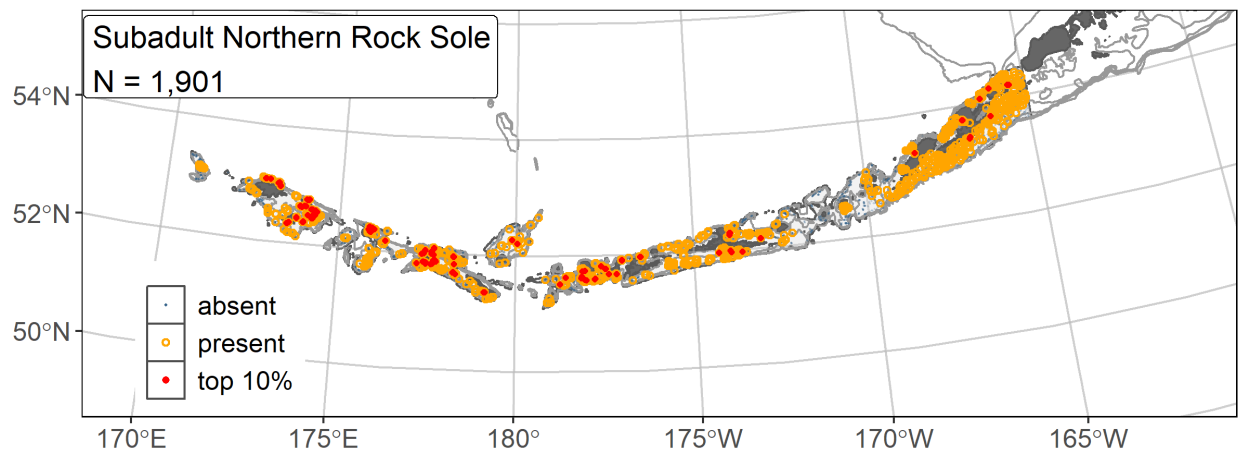 Subadult Northern Rock Sole
N = 1,901
54°N
52°N
50°N
absent
present
top 10%
170°E
175°E
180°
175°W
170°W
165°W